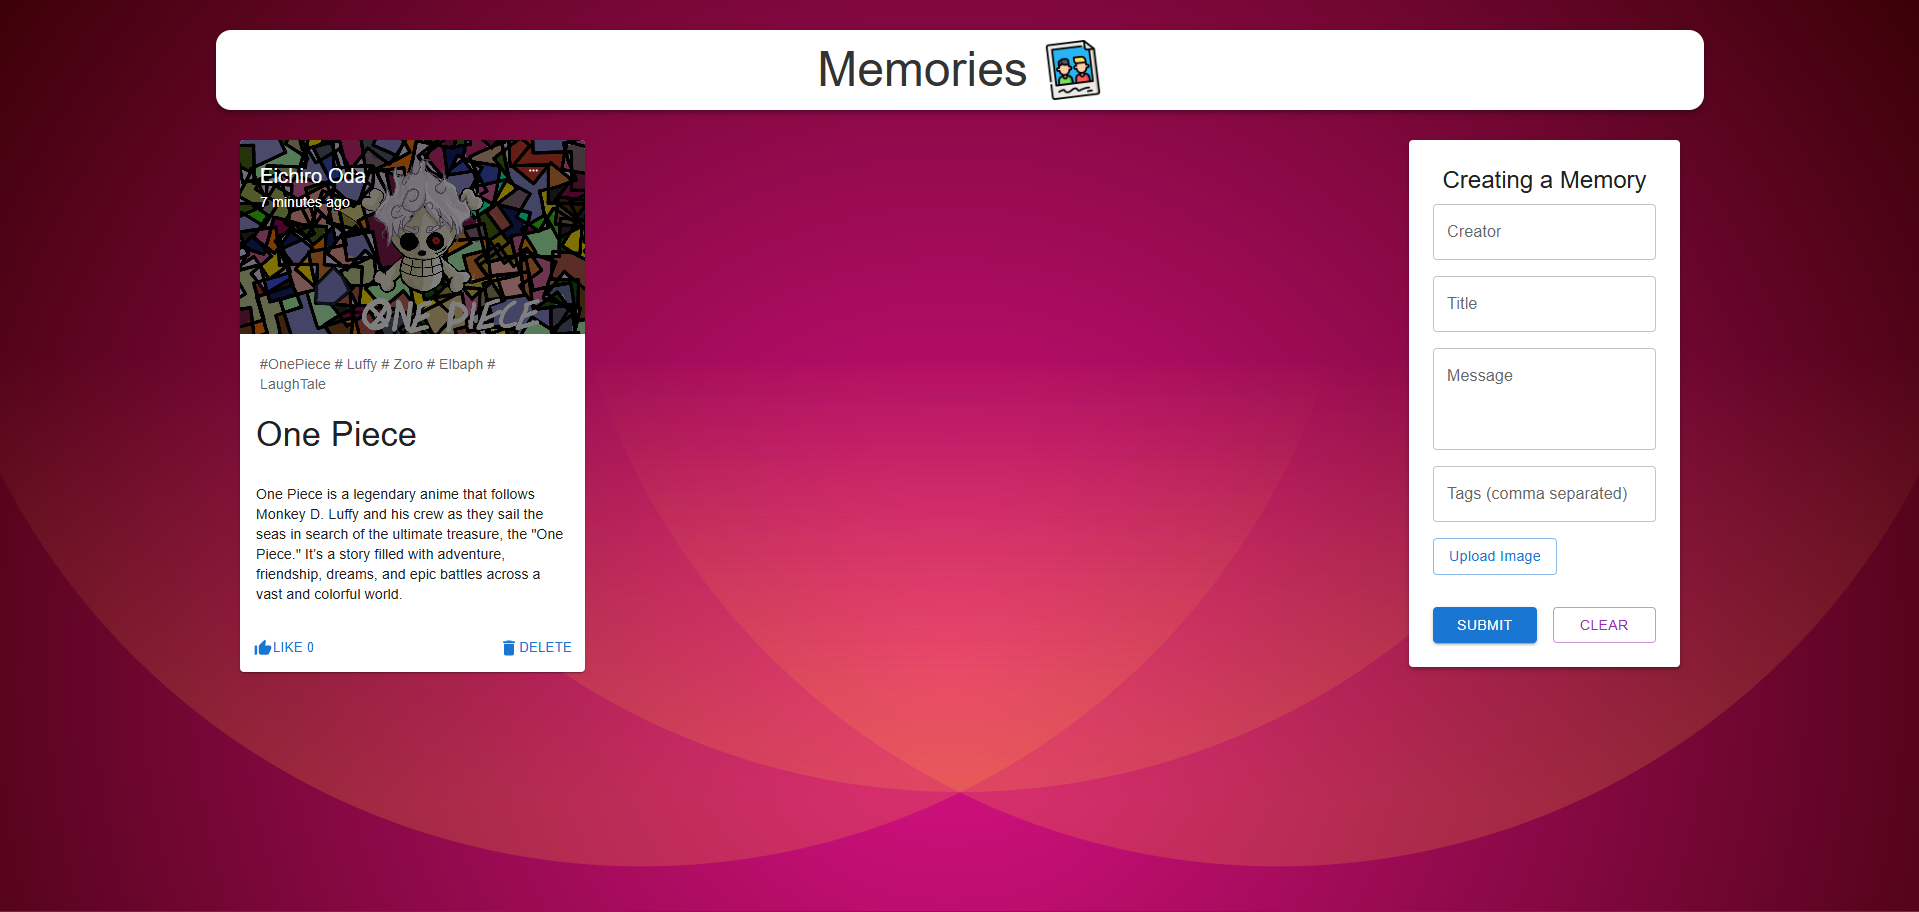 Memories
Eichiro Oda
7 minutes ago
ONE PIECE
#OnePiece # Luffy # Zoro # Elbaph #
LaughTale
One Piece
One Piece is a legendary anime that follows
Monkey D. Luffy and his crew as they sail the
seas in search of the ultimate treasure, the "One
Piece." It's a story filled with adventure,
friendship, dreams, and epic battles across a
vast and colorful world.
LIKE 0
DELETE
Creating a Memory
Creator
Title
Message
Tags (comma separated)
Upload Image
SUBMIT
CLEAR